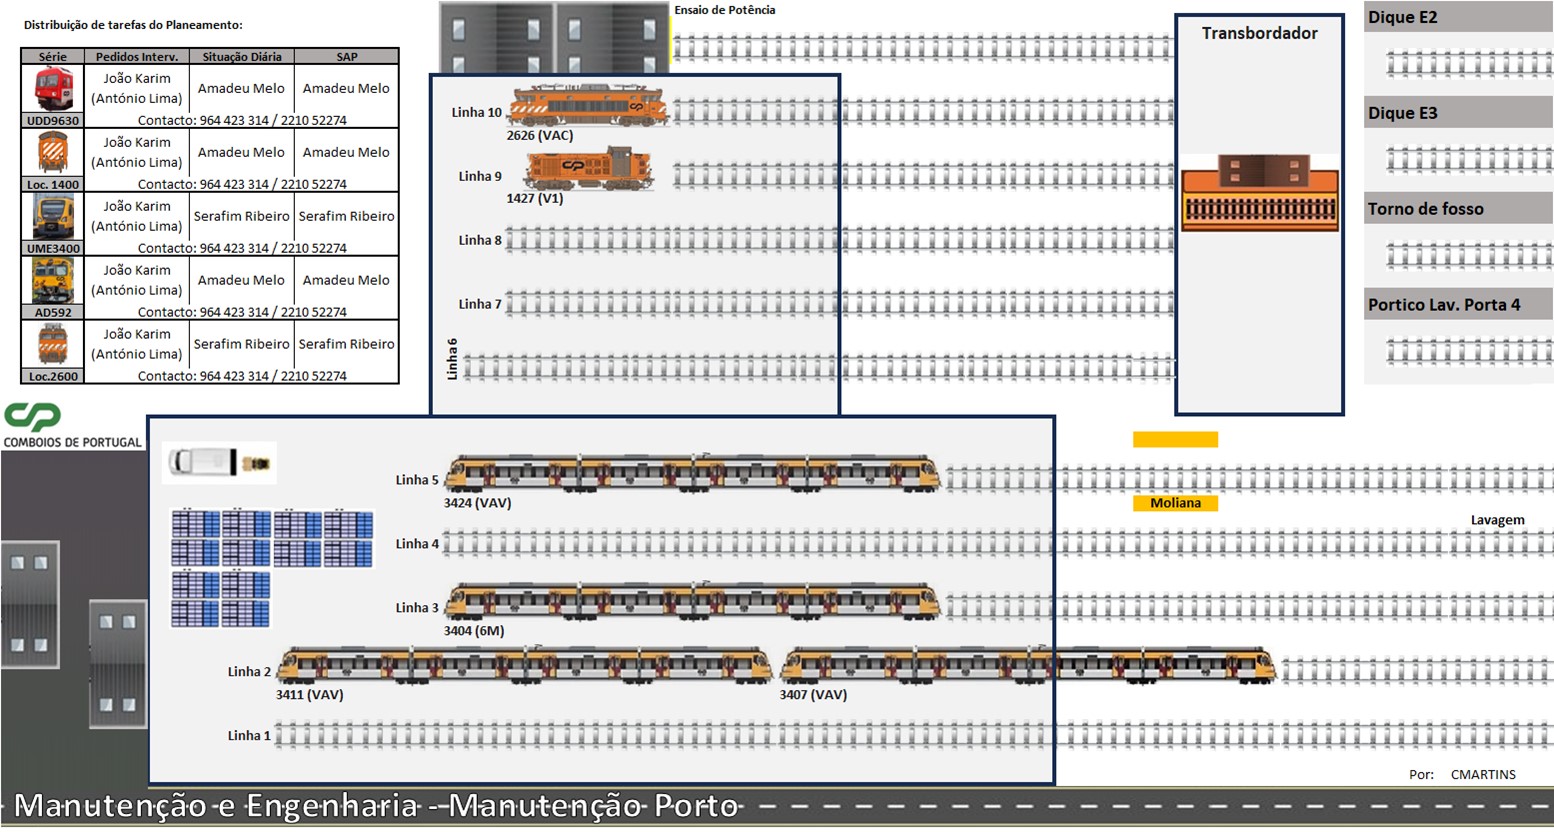 Distribuição de tarefas do Planeamento:
Série Pedidos Interv. Situação Diária SAP
João Karim
(António Lima) Amadeu Melo Amadeu Melo
UDD9630 Contacto: 964 423 314 / 2210 52274
João Karim
(António Lima) Amadeu Melo Amadeu Melo
Loc. 1400 Contacto: 964 423 314 / 2210 52274
João Karim
(António Lima) Serafim Ribeiro Serafim Ribeiro
UME3400 Contacto: 964 423 314 / 2210 52274
João Karim
(António Lima) Amadeu Melo Amadeu Melo
AD592 Contacto: 964 423 314 / 2210 52274
João Karim
(António Lima) Serafim Ribeiro Serafim Ribeiro
Loc.2600 Contacto: 964 423 314 / 2210 52274
CP
COMBOIOS DE PORTUGAL
Ensaio de Potência
Linha 10
2626 (VAC)
Linha 9
1427 (V1)
Linha 8
Linha 7
Linha 6
Transbordador
Dique E2
Dique E3
Torno de fosso
Portico Lav. Porta 4
Linha 5
3424 (VAV)
Moliana
Lavagem
Linha 4
Linha 3
3404 (6M)
Linha 2
3411 (VAV) 3407 (VAV)
Linha 1
Por: CMARTINS
Manutenção e Engenharia - Manutenção Porto